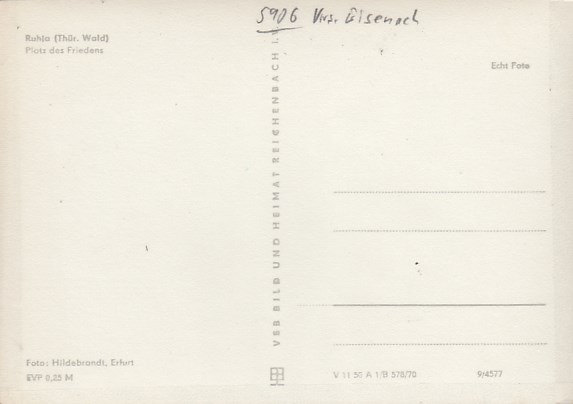 5906 Krs. Eisenach
Ruhla (Thür. Wald)
Platz des Friedens
Echt Foto
VEB BILD UND HEIMAT REICHENBACH I.
Foto: Hildebrandt, Erfurt
EVP 0,25 M
V 11 50 A 1/B 578/70
9/4577